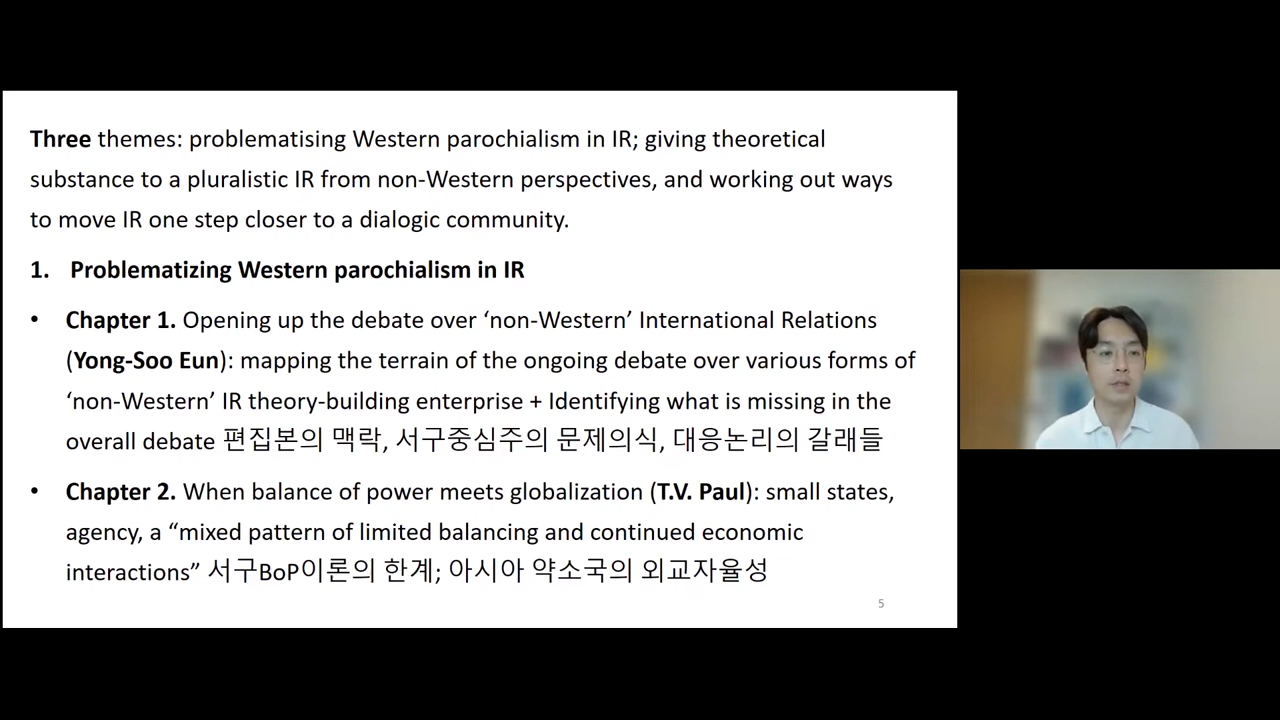 Three themes: problematising Western parochialism in IR; giving theoretical
substance to a pluralistic IR from non-Western perspectives, and working out ways
to move IR one step closer to a dialogic community.
1. Problematizing Western parochialism in IR
• Chapter 1. Opening up the debate over ‘non-Western’ International Relations
(Yong-Soo Eun): mapping the terrain of the ongoing debate over various forms of
‘non-Western’ IR theory-building enterprise + Identifying what is missing in the
overall debate 편집본의 맥락, 서구중심주의 문제의식, 대응논리의 갈래들
• Chapter 2. When balance of power meets globalization (T.V. Paul): small states,
agency, a “mixed pattern of limited balancing and continued economic
interactions” 서구BoP이론의 한계; 아시아 약소국의 외교자율성
5